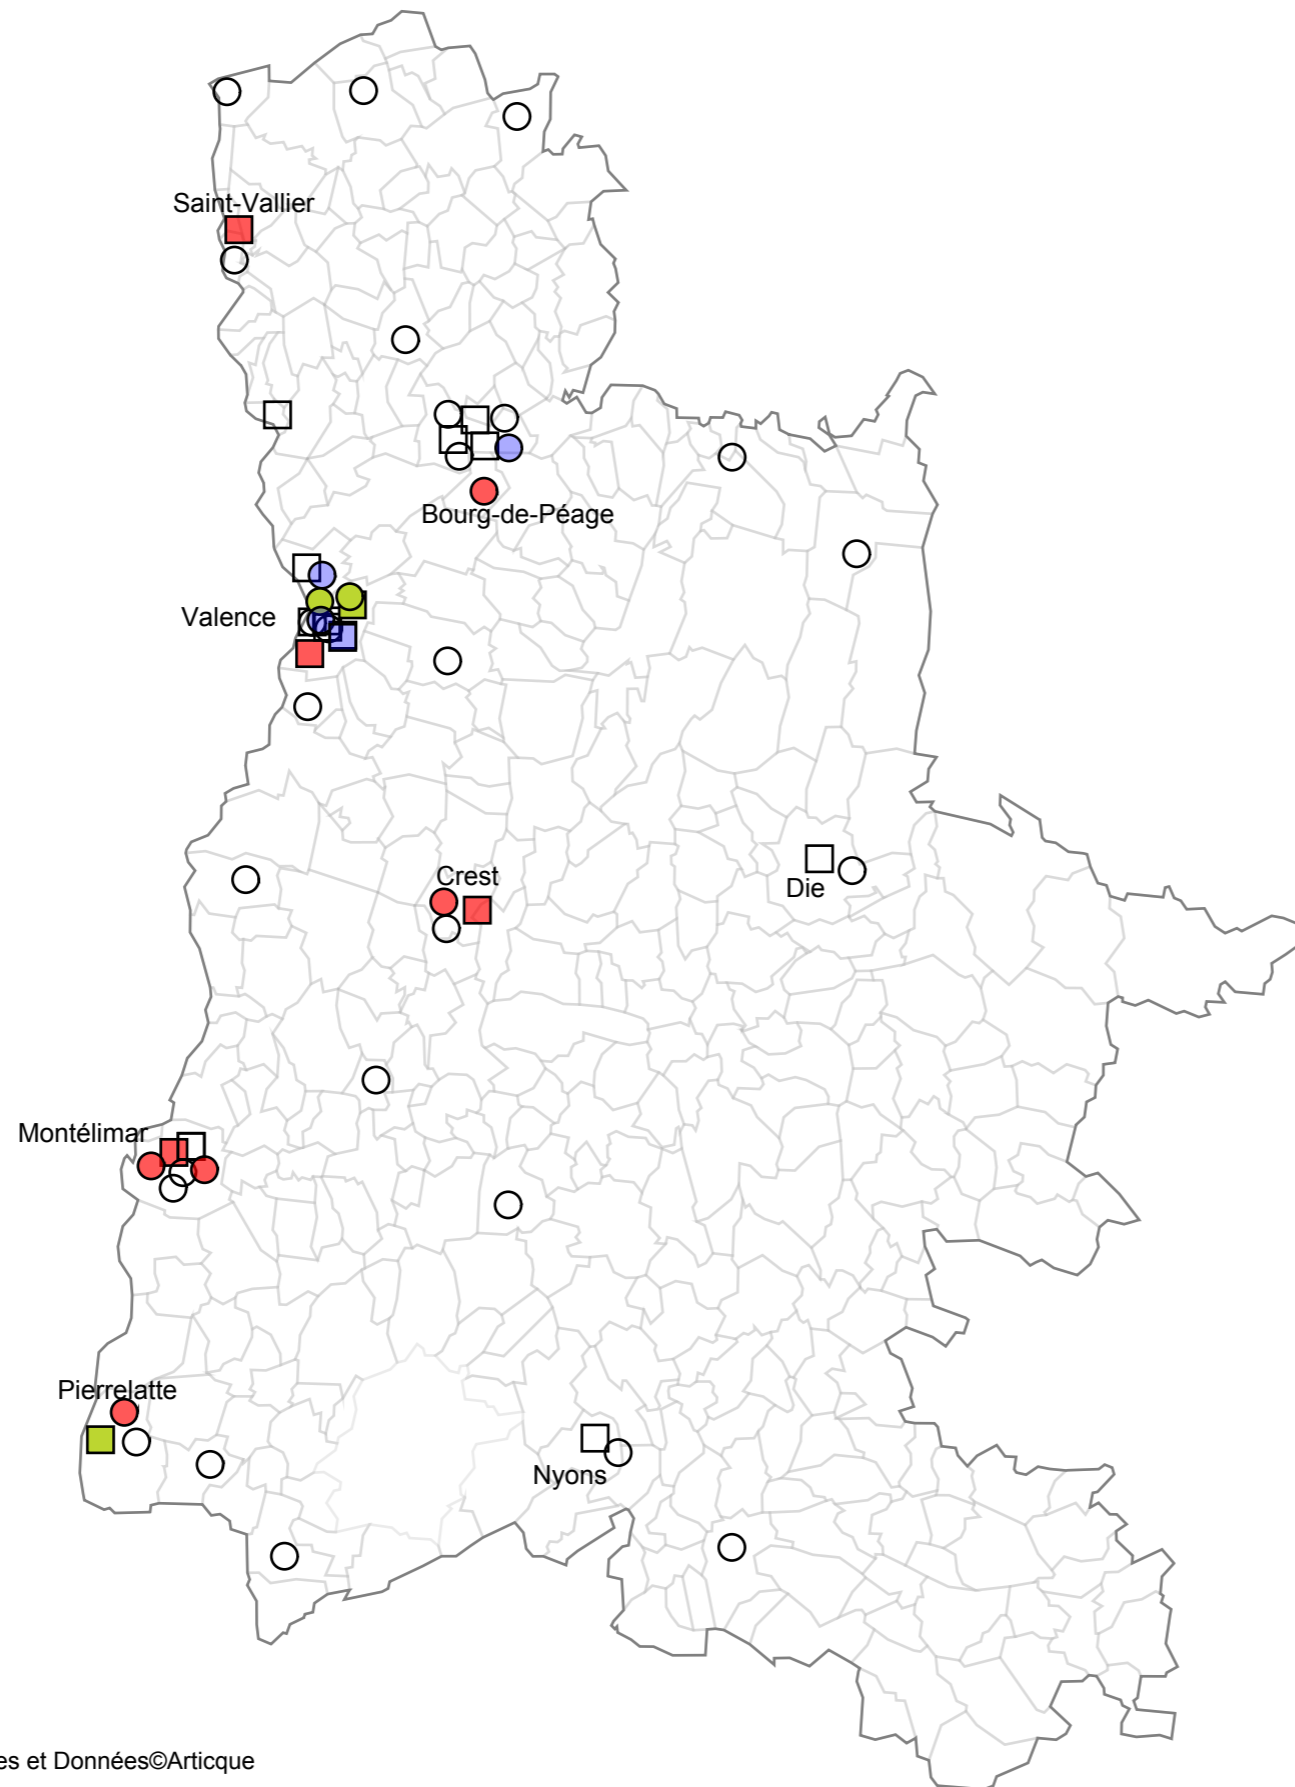 Saint-Vallier
Bourg-de-Péage
Valence
Crest
Die
Montélimar
Pierrelatte
Nyons
es et Données©Articque